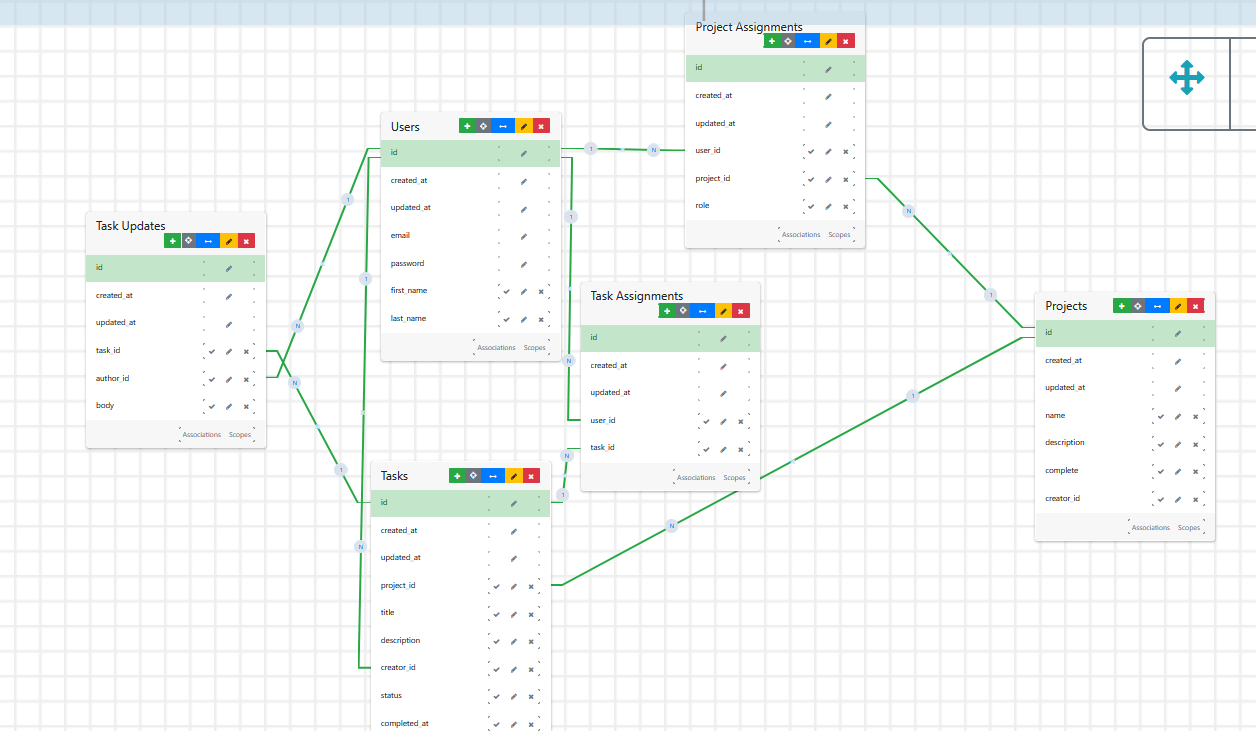 Project Assignments
id
created_at
updated_at
user_id
project_id
role
Associations Scopes
Users
id
created_at
updated_at
email
password
first_name
last_name
Associations Scopes
Task Updates
id
created_at
updated_at
task_id
author_id
body
Associations Scopes
Task Assignments
id
created_at
updated_at
user_id
task_id
Associations Scopes
Projects
id
created_at
updated_at
name
description
complete
creator_id
Associations Scopes
Tasks
id
created_at
updated_at
project_id
title
description
creator_id
status
completed_at
1
N
1
N
1
N
1
N
1
N
1
N
1
N
1
N